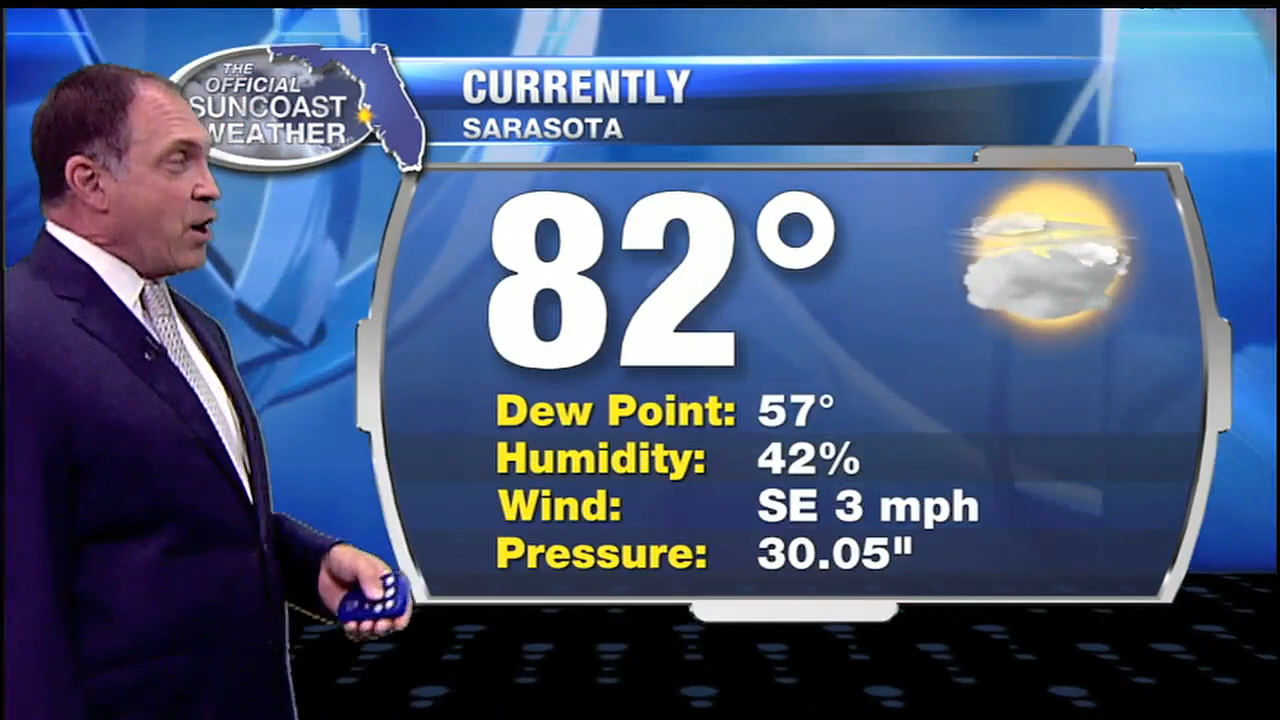 THE
OFFICIAL
SUNCOAST
WEATHER
CURRENTLY
SARASOTA
82°
Dew Point: 57°
Humidity: 42%
Wind: SE 3 mph
Pressure: 30.05"